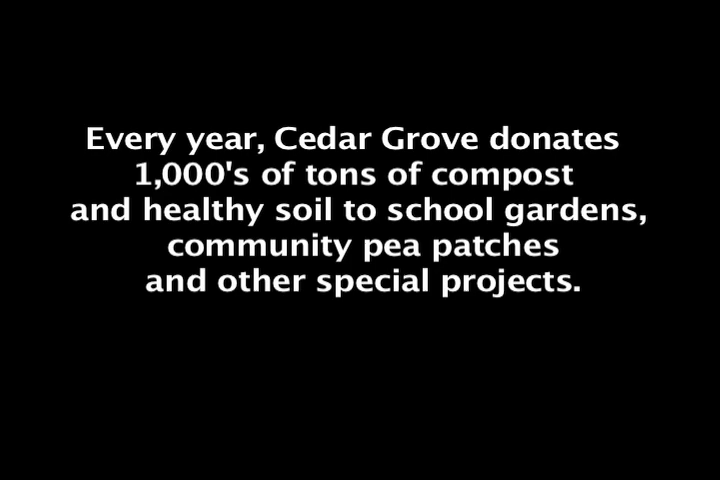 Every year, Cedar Grove donates
1,000's of tons of compost
and healthy soil to school gardens,
community pea patches
and other special projects.